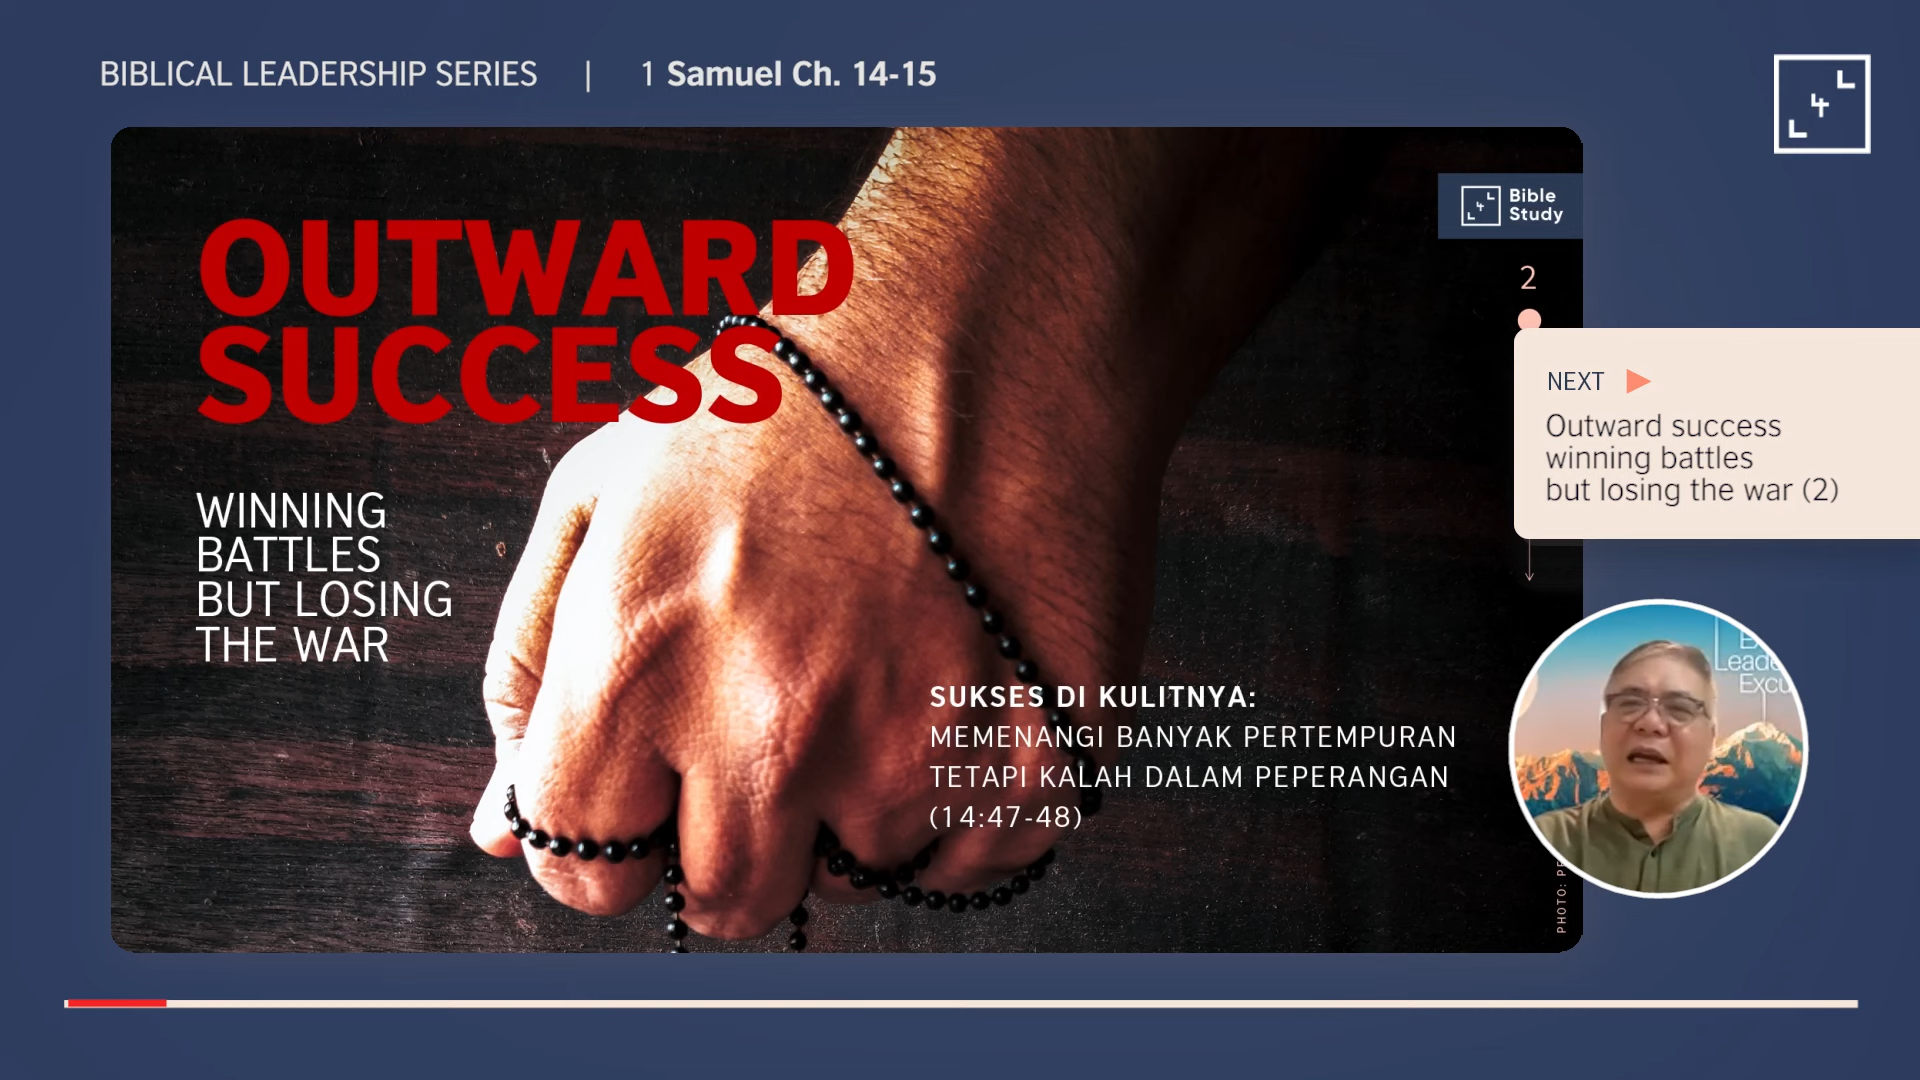 BIBLICAL LEADERSHIP SERIES | 1 Samuel Ch. 14-15
Bible
Study
OUTWARD
SUCCESS
2
NEXT
Outward success
winning battles
but losing the war (2)
WINNING
BATTLES
BUT LOSING
THE WAR
SUKSES DI KULITNYA:
MEMENANGI BANYAK PERTEMPURAN
TETAPI KALAH DALAM PEPERANGAN
(14:47-48)
PHOTO: